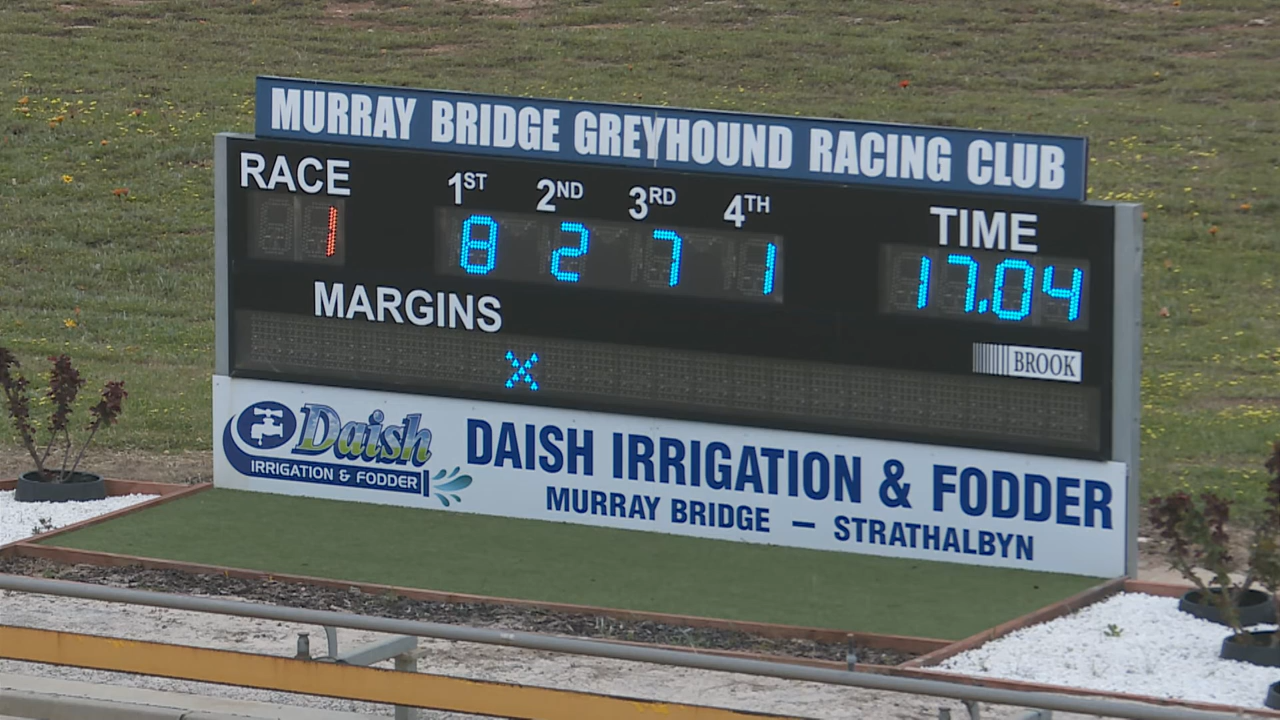 MURRAY BRIDGE GREYHOUND RACING CLUB
RACE 1ST 2ND 3RD 4TH TIME
1 8 2 7 1 17.04
MARGINS
X
BROOK
Daish
IRRIGATION & FODDER
DAISH IRRIGATION & FODDER
MURRAY BRIDGE – STRATHALBYN